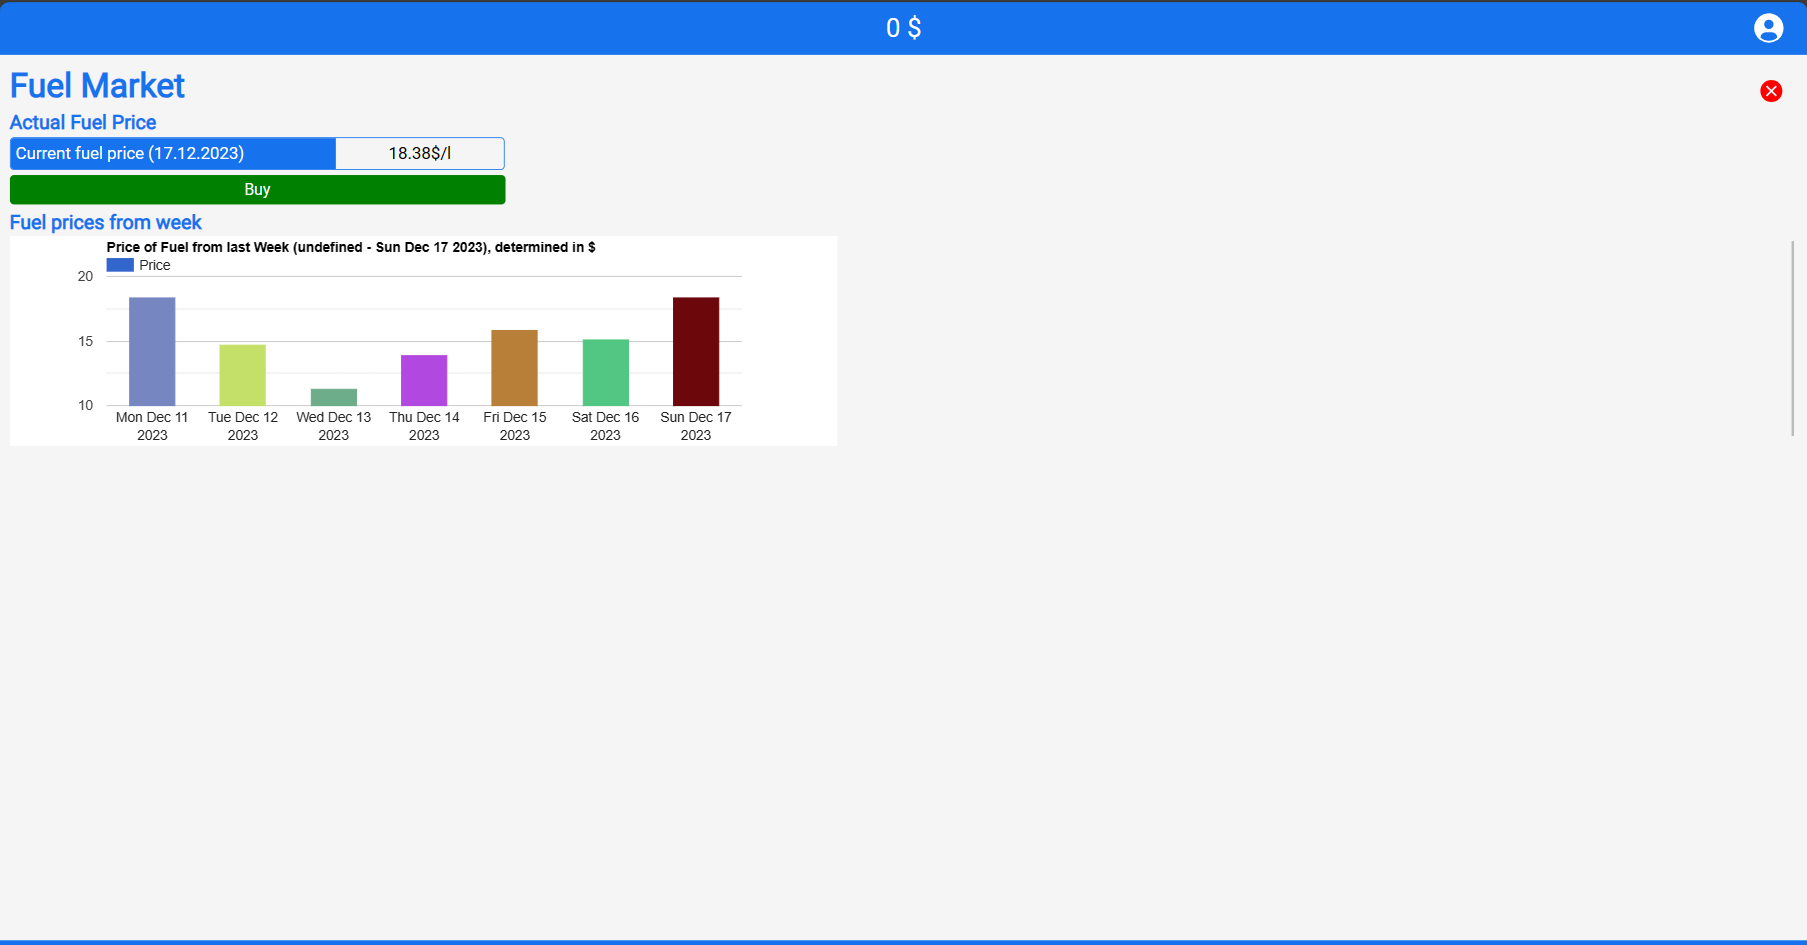 0 $
Fuel Market
Actual Fuel Price
Current fuel price (17.12.2023) 18.38$/l
Buy
Fuel prices from week
Price of Fuel from last Week (undefined - Sun Dec 17 2023), determined in $
Price
20
15
10
Mon Dec 11 2023
Tue Dec 12 2023
Wed Dec 13 2023
Thu Dec 14 2023
Fri Dec 15 2023
Sat Dec 16 2023
Sun Dec 17 2023